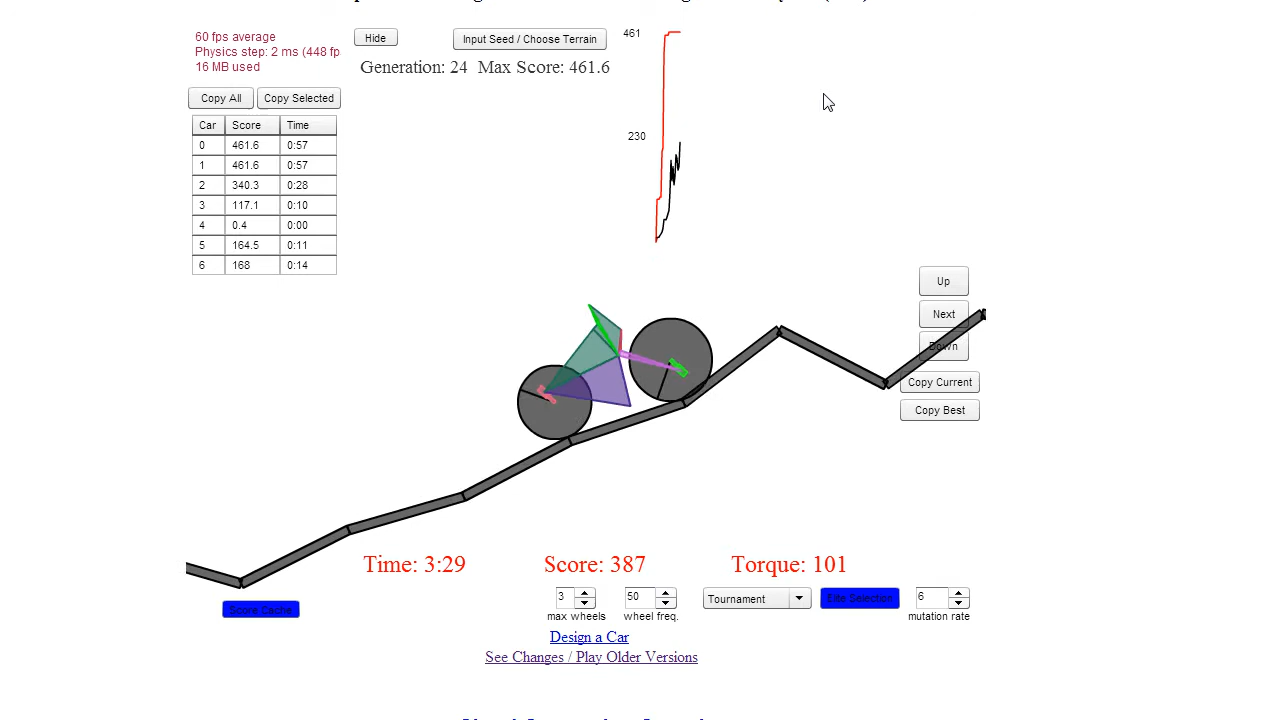 60 fps average
Physics step: 2 ms (448 fp
16 MB used
Hide
Input Seed / Choose Terrain
Generation: 24 Max Score: 461.6
461
230
Copy All
Copy Selected
Car Score Time
0 461.6 0:57
1 461.6 0:57
2 340.3 0:28
3 117.1 0:10
4 0.4 0:00
5 164.5 0:11
6 168 0:14
Up
Next
Down
Copy Current
Copy Best
Time: 3:29
Score: 387
Torque: 101
Score Cache
3
50
Tournament
Elite Selection
6
max wheels
wheel freq.
mutation rate
Design a Car
See Changes / Play Older Versions